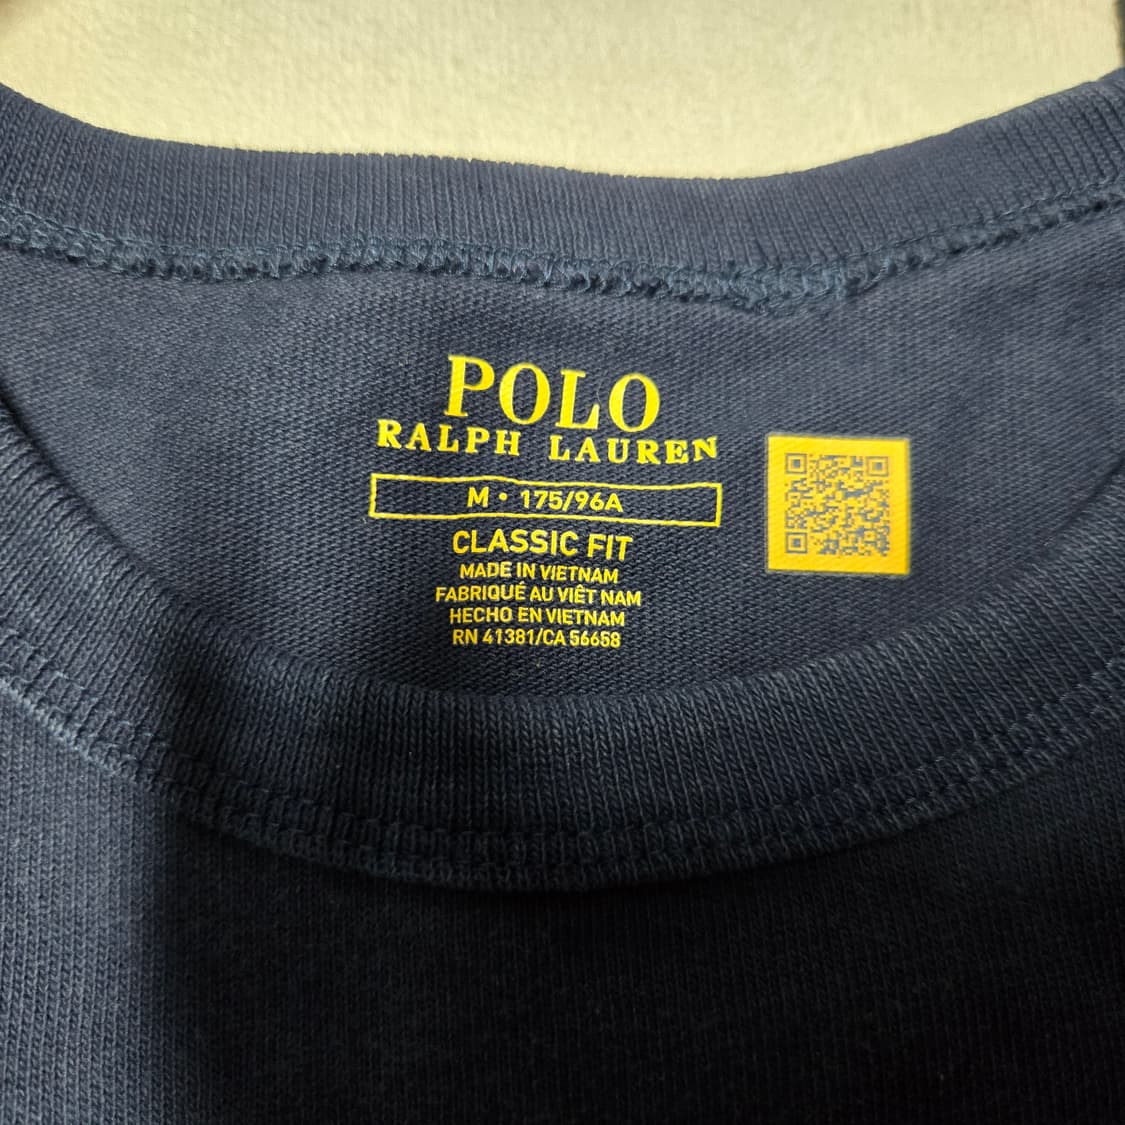 POLO
RALPH LAUREN
M • 175/96A
CLASSIC FIT
MADE IN VIETNAM
FABRIQUÉ AU VIÊT NAM
HECHO EN VIETNAM
RN 41381/CA 56658